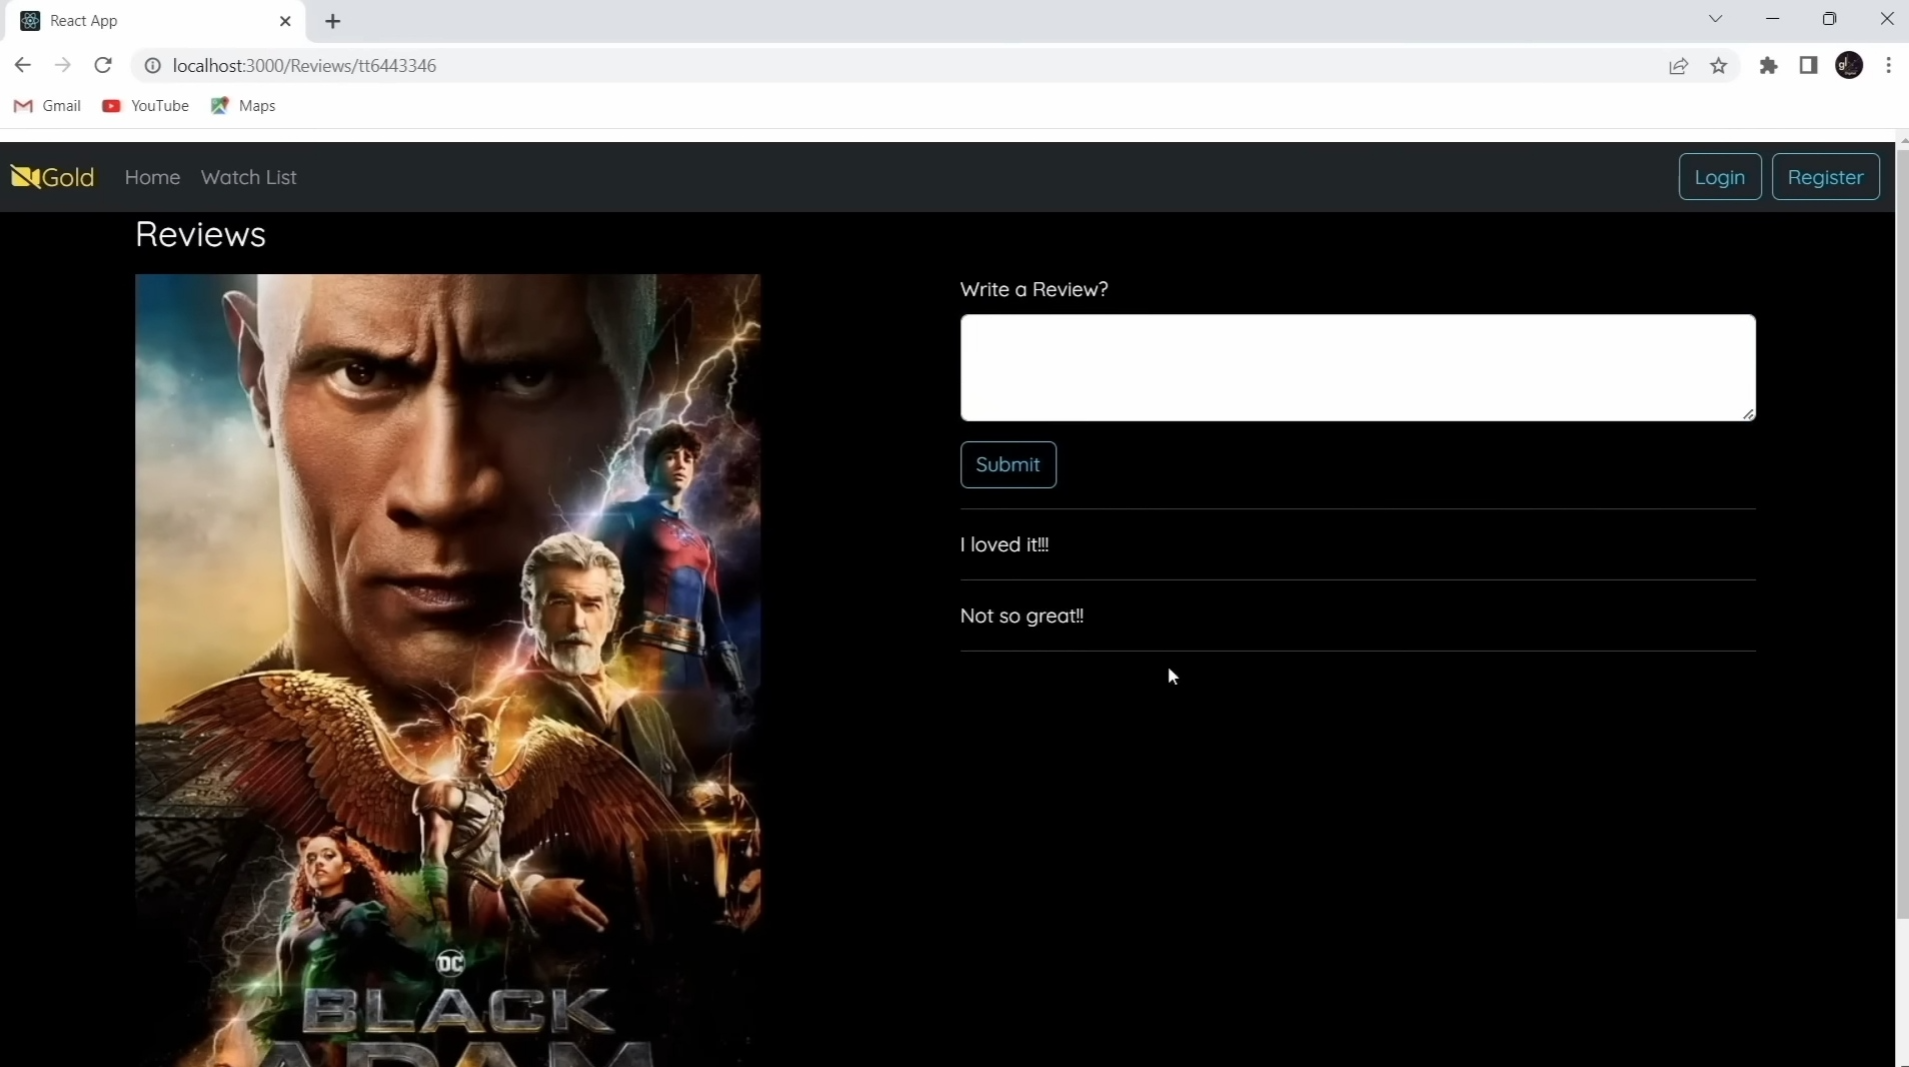 React App
localhost:3000/Reviews/tt6443346
Gmail YouTube Maps
Gold Home Watch List Login Register
Reviews
Write a Review?
Submit
I loved it!!!
Not so great!!
DC
BLACK
ADAM